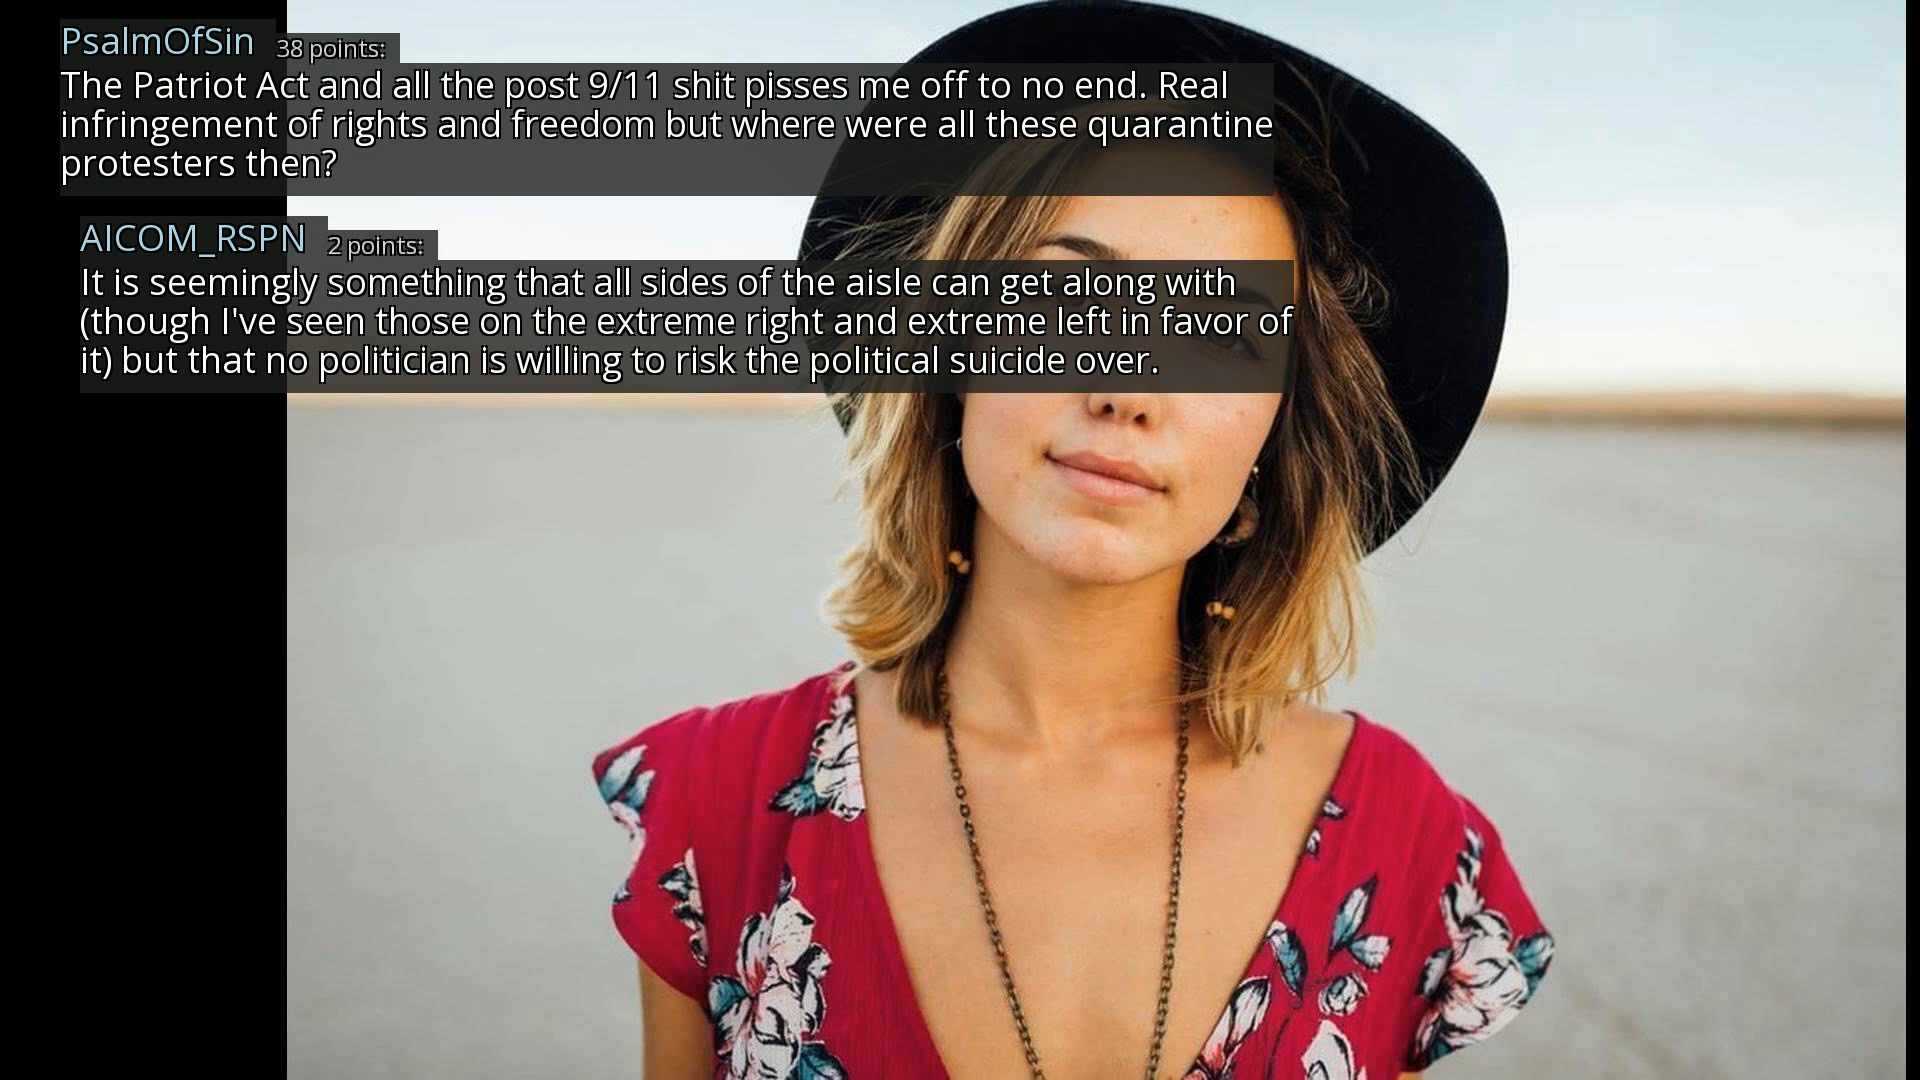 PsalmOfSin 38 points:
The Patriot Act and all the post 9/11 shit pisses me off to no end. Real
infringement of rights and freedom but where were all these quarantine
protesters then?
AICOM_RSPN 2 points:
It is seemingly something that all sides of the aisle can get along with
(though I've seen those on the extreme right and extreme left in favor of
it) but that no politician is willing to risk the political suicide over.